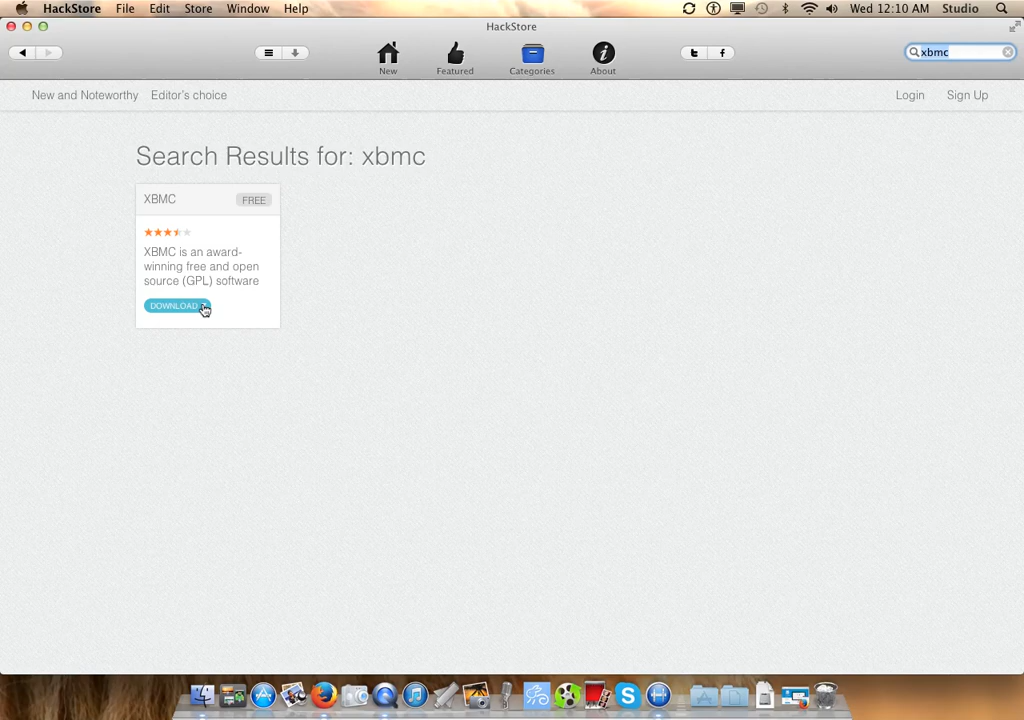 HackStore File Edit Store Window Help Wed 12:10 AM Studio
HackStore
New Featured Categories About
xbmc
New and Noteworthy Editor's choice Login Sign Up
Search Results for: xbmc
XBMC FREE
XBMC is an award-
winning free and open
source (GPL) software
DOWNLOAD